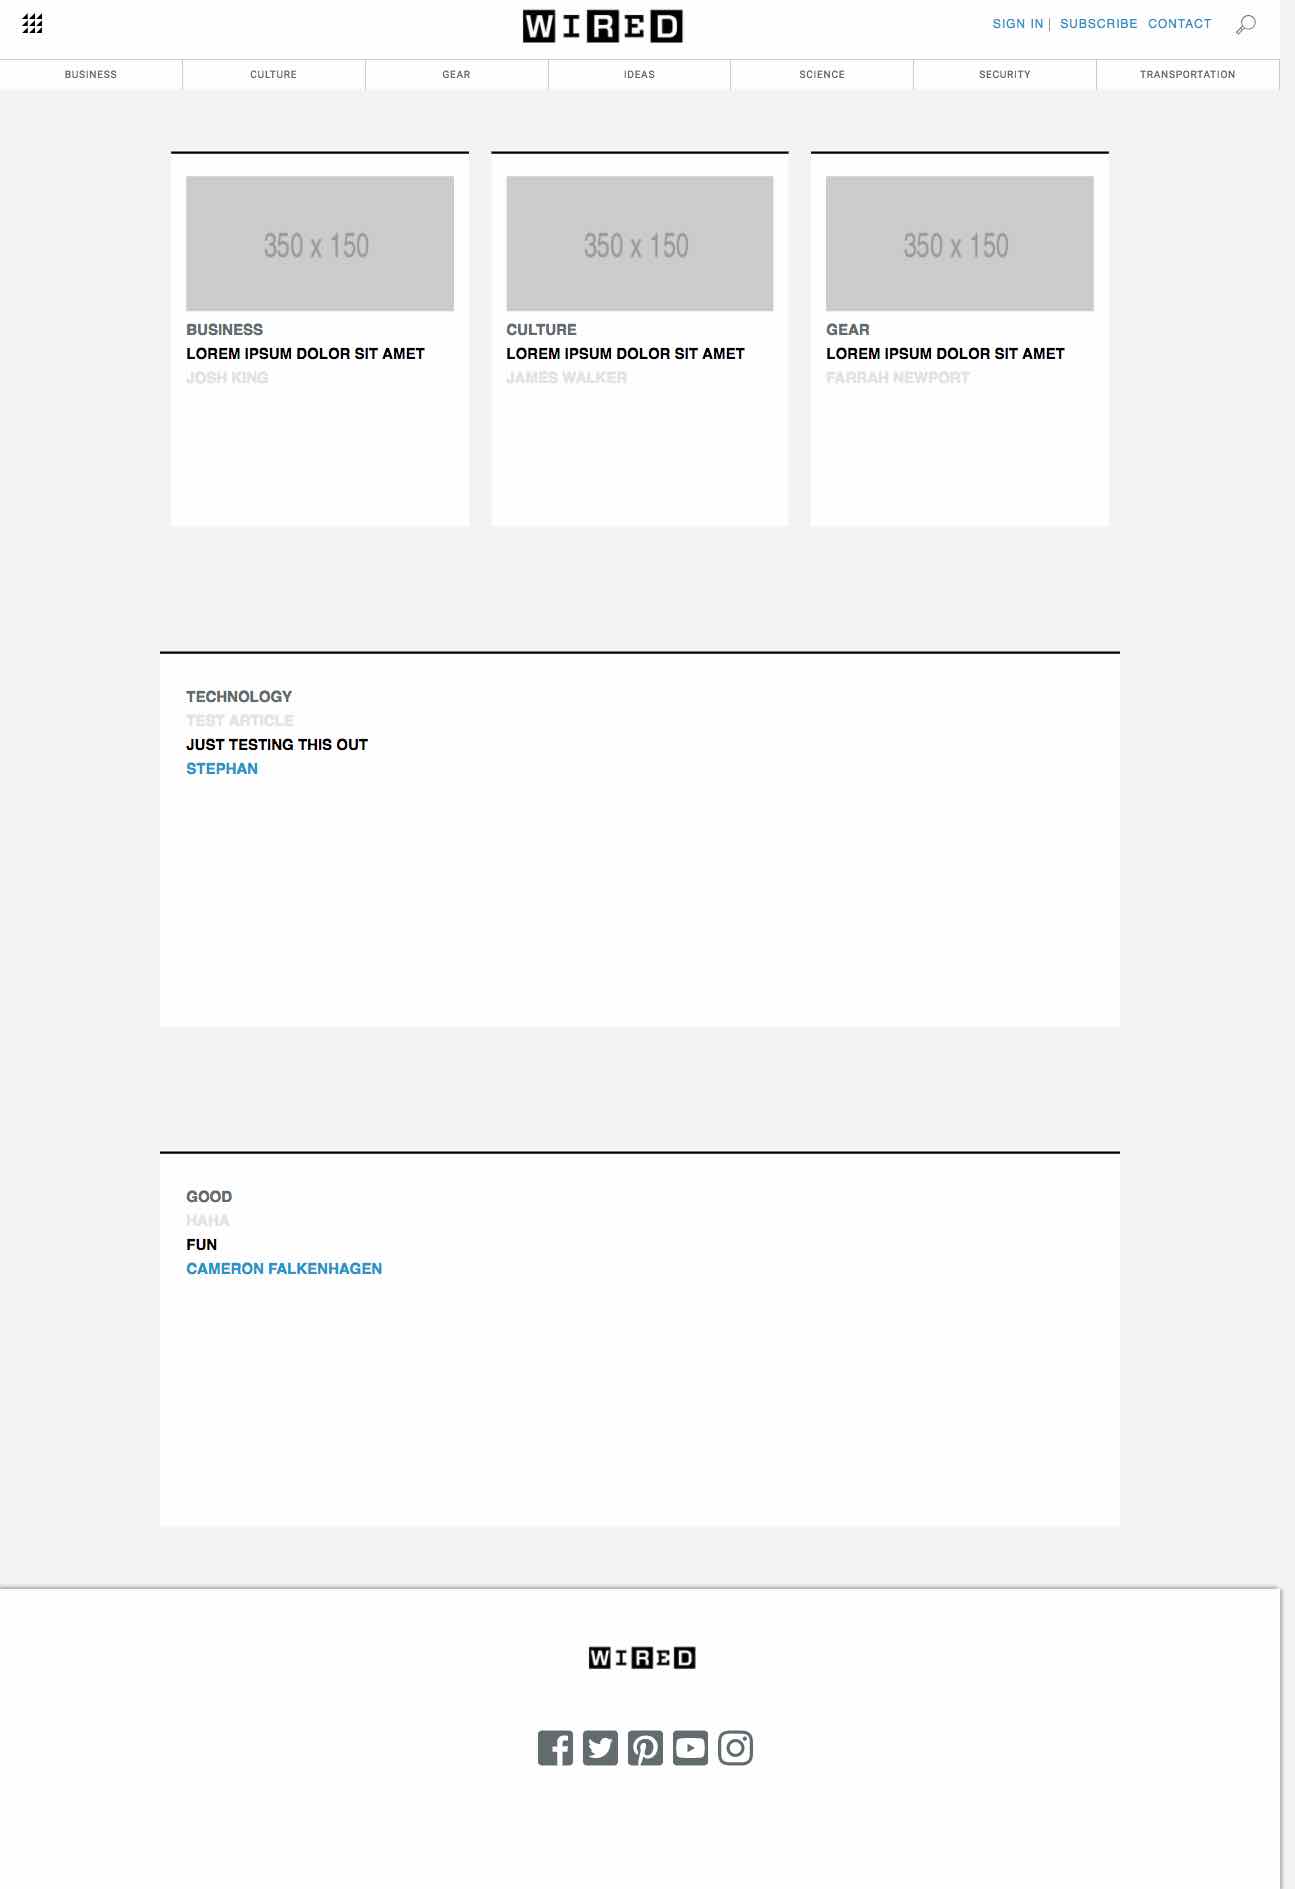 WIRED
SIGN IN | SUBSCRIBE CONTACT
BUSINESS CULTURE GEAR IDEAS SCIENCE SECURITY TRANSPORTATION
350 x 150
BUSINESS
LOREM IPSUM DOLOR SIT AMET
JOSH KING
350 x 150
CULTURE
LOREM IPSUM DOLOR SIT AMET
JAMES WALKER
350 x 150
GEAR
LOREM IPSUM DOLOR SIT AMET
FARRAH NEWPORT
TECHNOLOGY
TEST ARTICLE
JUST TESTING THIS OUT
STEPHAN
GOOD
HAHA
FUN
CAMERON FALKENHAGEN
WIRED